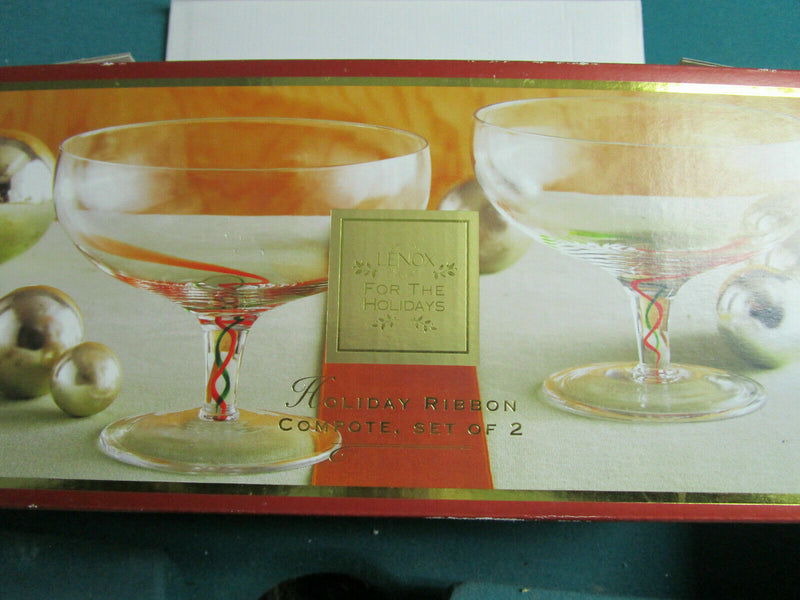 LENOX
FOR THE
HOLIDAYS
HOLIDAY RIBBON
COMPOTE, SET OF 2